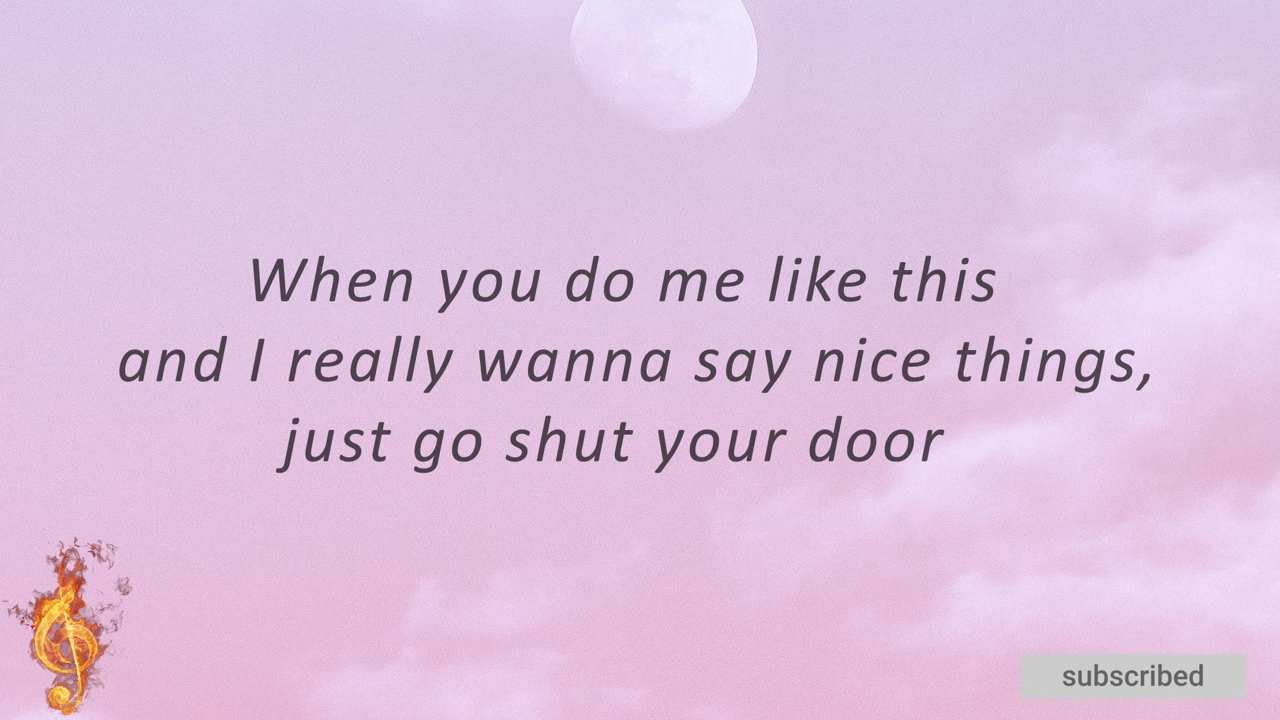 When you do me like this
and I really wanna say nice things,
just go shut your door
subscribed